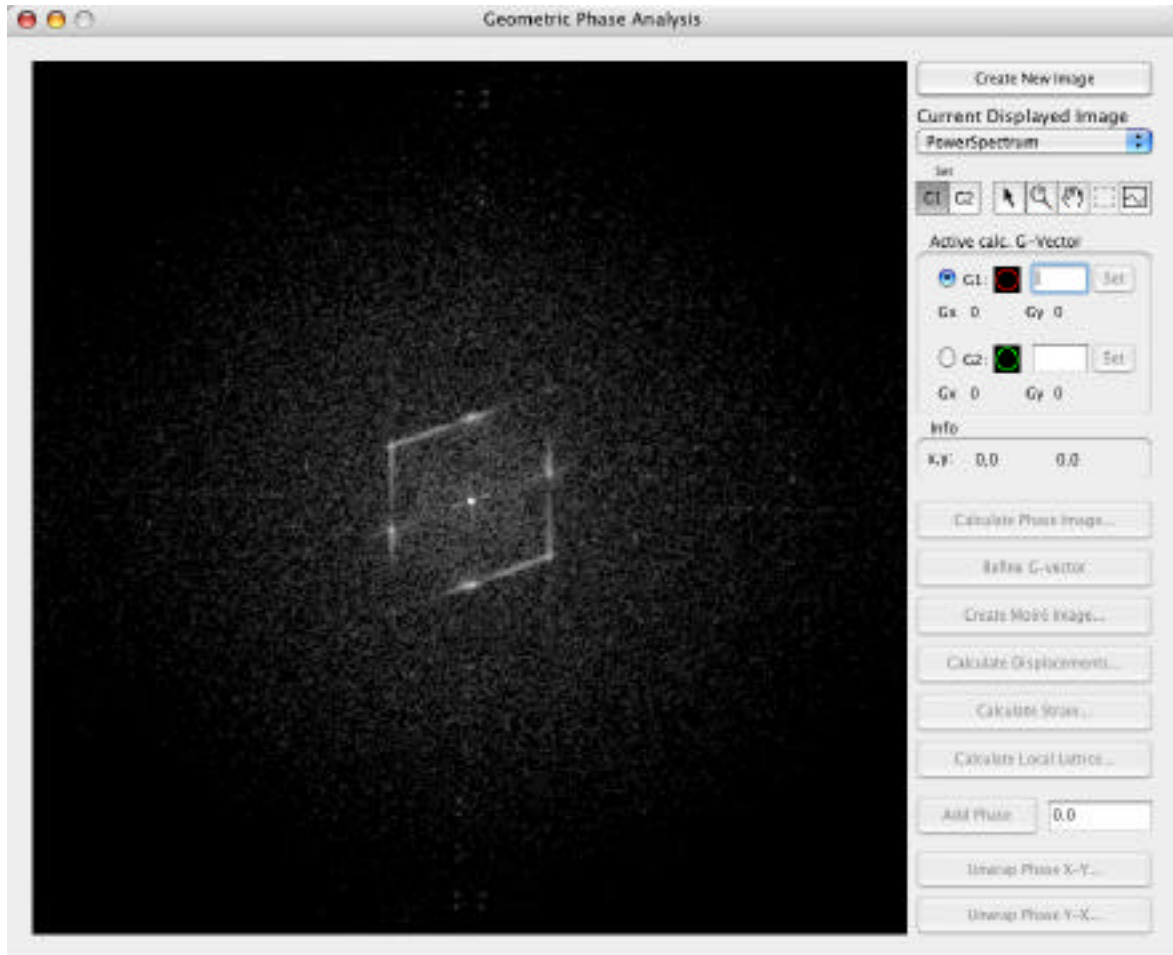 Geometric Phase Analysis
Create New Image
Current Displayed Image
PowerSpectrum
Set
G1 G2
Active calc. G-Vector
G1: Set
Gx 0 Gy 0
G2: Set
Gx 0 Gy 0
Info
x,y: 0,0 0.0
Calculate Phase Image...
Refine G-vector
Create Moiré Image...
Calculate Displacements...
Calculate Strain...
Calculate Local Lattice...
Add Phase 0.0
Unwrap Phase X-Y...
Unwrap Phase Y-X...